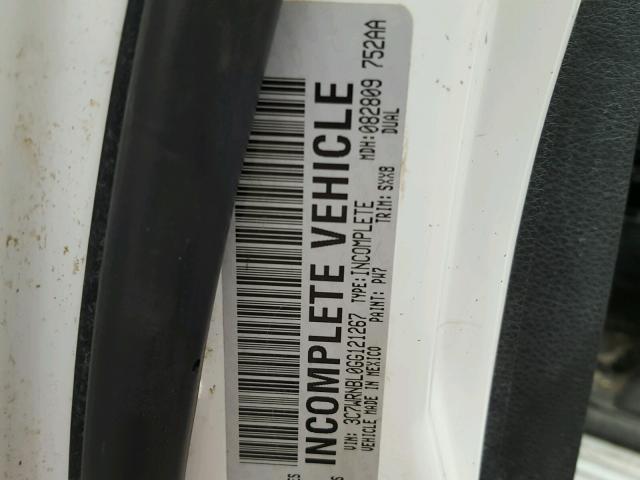 INCOMPLETE VEHICLE
VIN: 3C7WRNBL0GG121267 TYPE: INCOMPLETE MDH: 082809 752AA
VEHICLE MADE IN MEXICO PAINT: PW7 TRIM: SXX8 DUAL